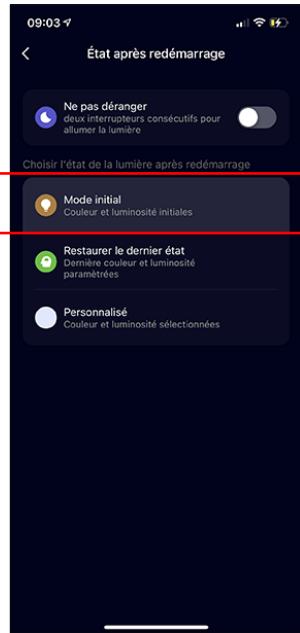 09:03
État après redémarrage
Ne pas déranger
deux interrupteurs consécutifs pour
allumer la lumière
Choisir l'état de la lumière après redémarrage
Mode initial
Couleur et luminosité initiales
Restaurer le dernier état
Dernière couleur et luminosité
paramètrées
Personnalisé
Couleur et luminosité sélectionnées